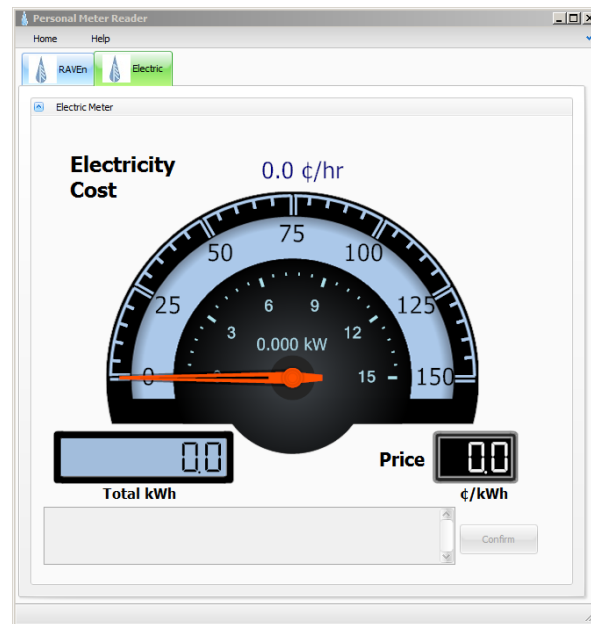 Personal Meter Reader
Home Help
RAVEn Electric
Electric Meter
Electricity
Cost
0.0 ¢/hr
75
50 100
25 125
6 9
3 12
0.000 kW
0 15 150
0.0
Total kWh
Price
0.0
¢/kWh
Confirm